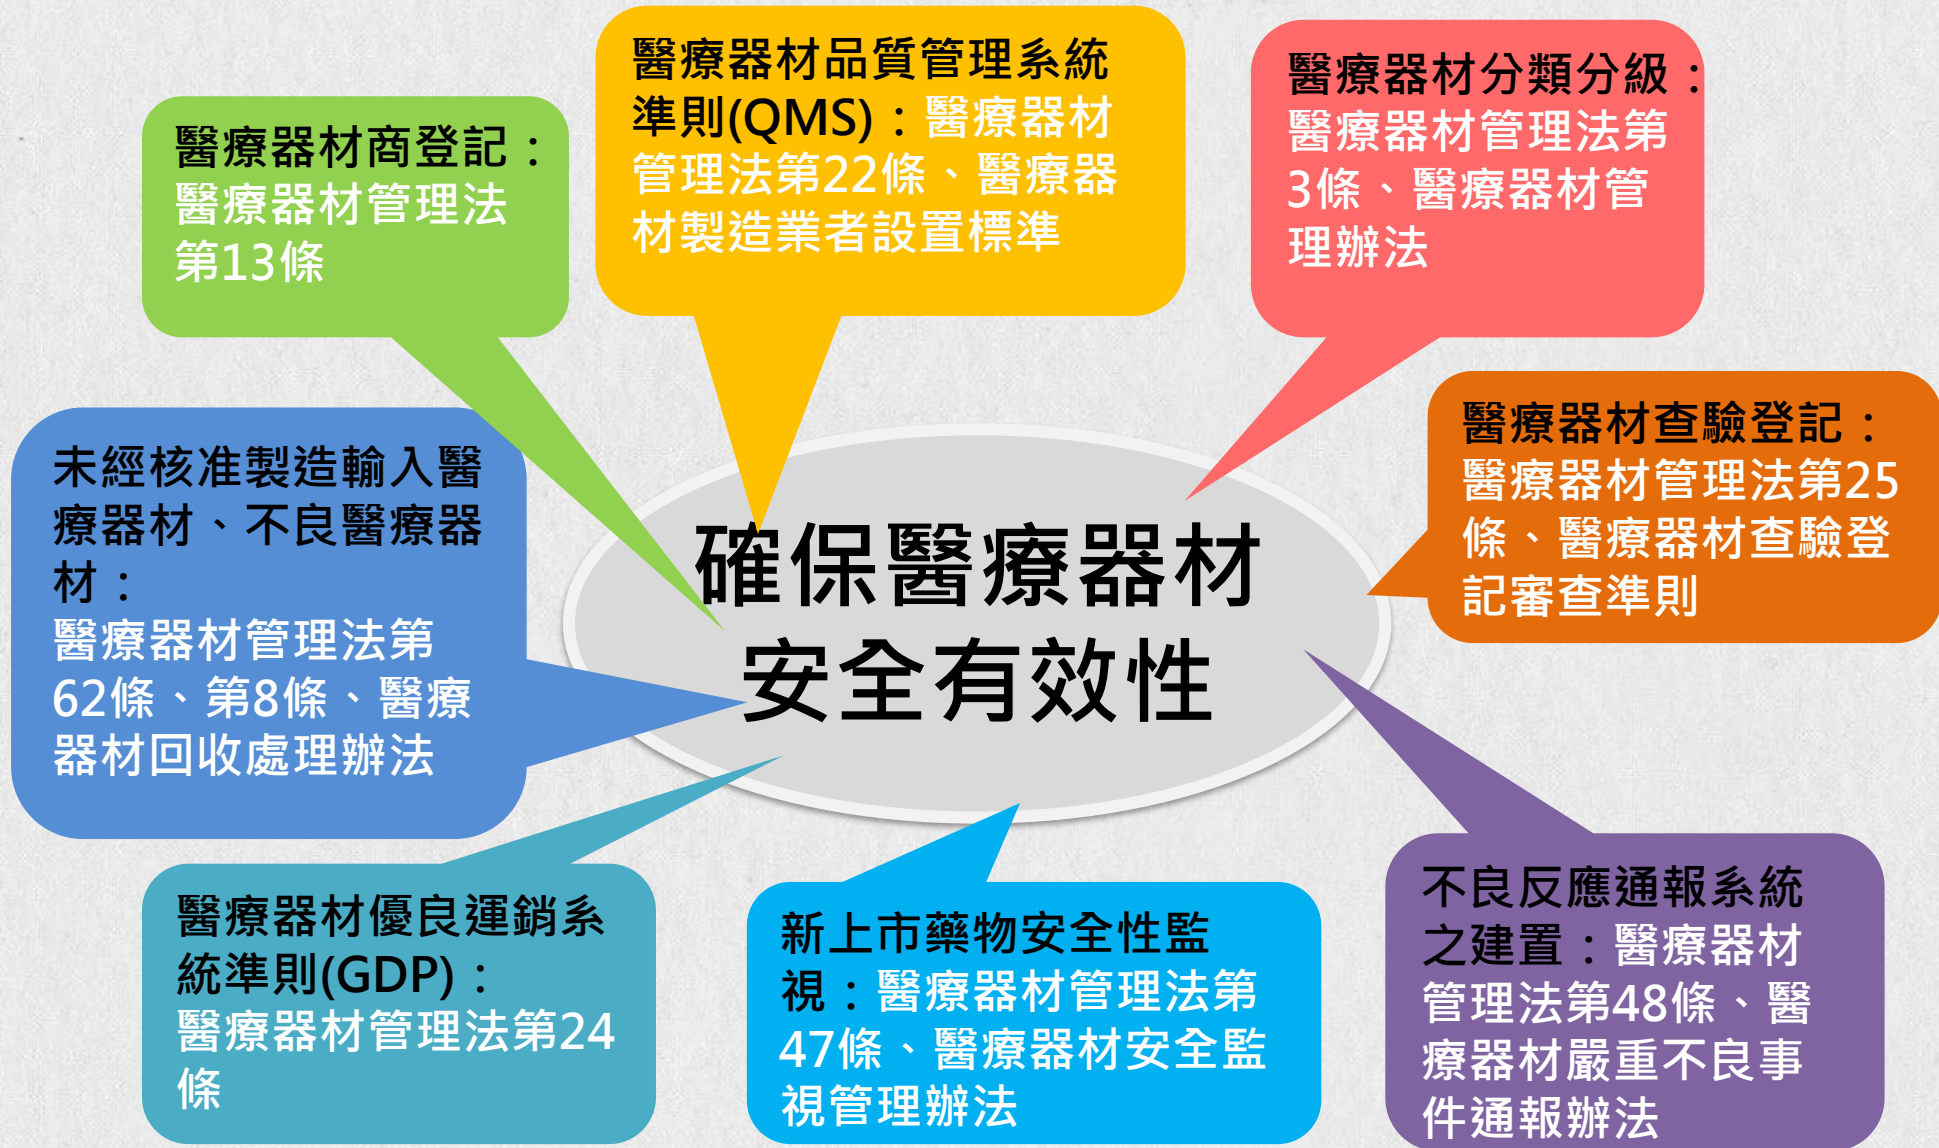 醫療器材商登記：
醫療器材管理法
第13條
醫療器材品質管理系統
準則(QMS)：醫療器材
管理法第22條、醫療器
材製造業者設置標準
醫療器材分類分級：
醫療器材管理法第
3條、醫療器材管
理辦法
未經核准製造輸入醫
療器材、不良醫療器
材：
醫療器材管理法第
62條、第8條、醫療
器材回收處理辦法
確保醫療器材
安全有效性
醫療器材查驗登記：
醫療器材管理法第25
條、醫療器材查驗登
記審查準則
醫療器材優良運銷系
統準則(GDP)：
醫療器材管理法第24
條
新上市藥物安全性監
視：醫療器材管理法第
47條、醫療器材安全監
視管理辦法
不良反應通報系統
之建置：醫療器材
管理法第48條、醫
療器材嚴重不良事
件通報辦法